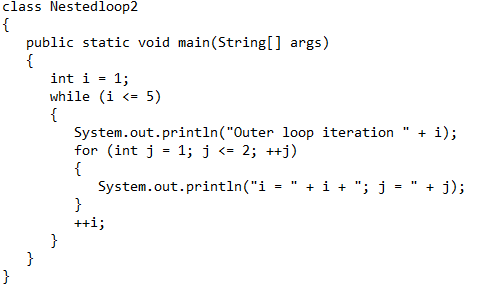 class Nestedloop2
{
   public static void main(String[] args)
   {
      int i = 1;
      while (i <= 5)
      {
         System.out.println("Outer loop iteration " + i);
         for (int j = 1; j <= 2; ++j)
         {
            System.out.println("i = " + i + "; j = " + j);
         }
         ++i;
      }
   }
}